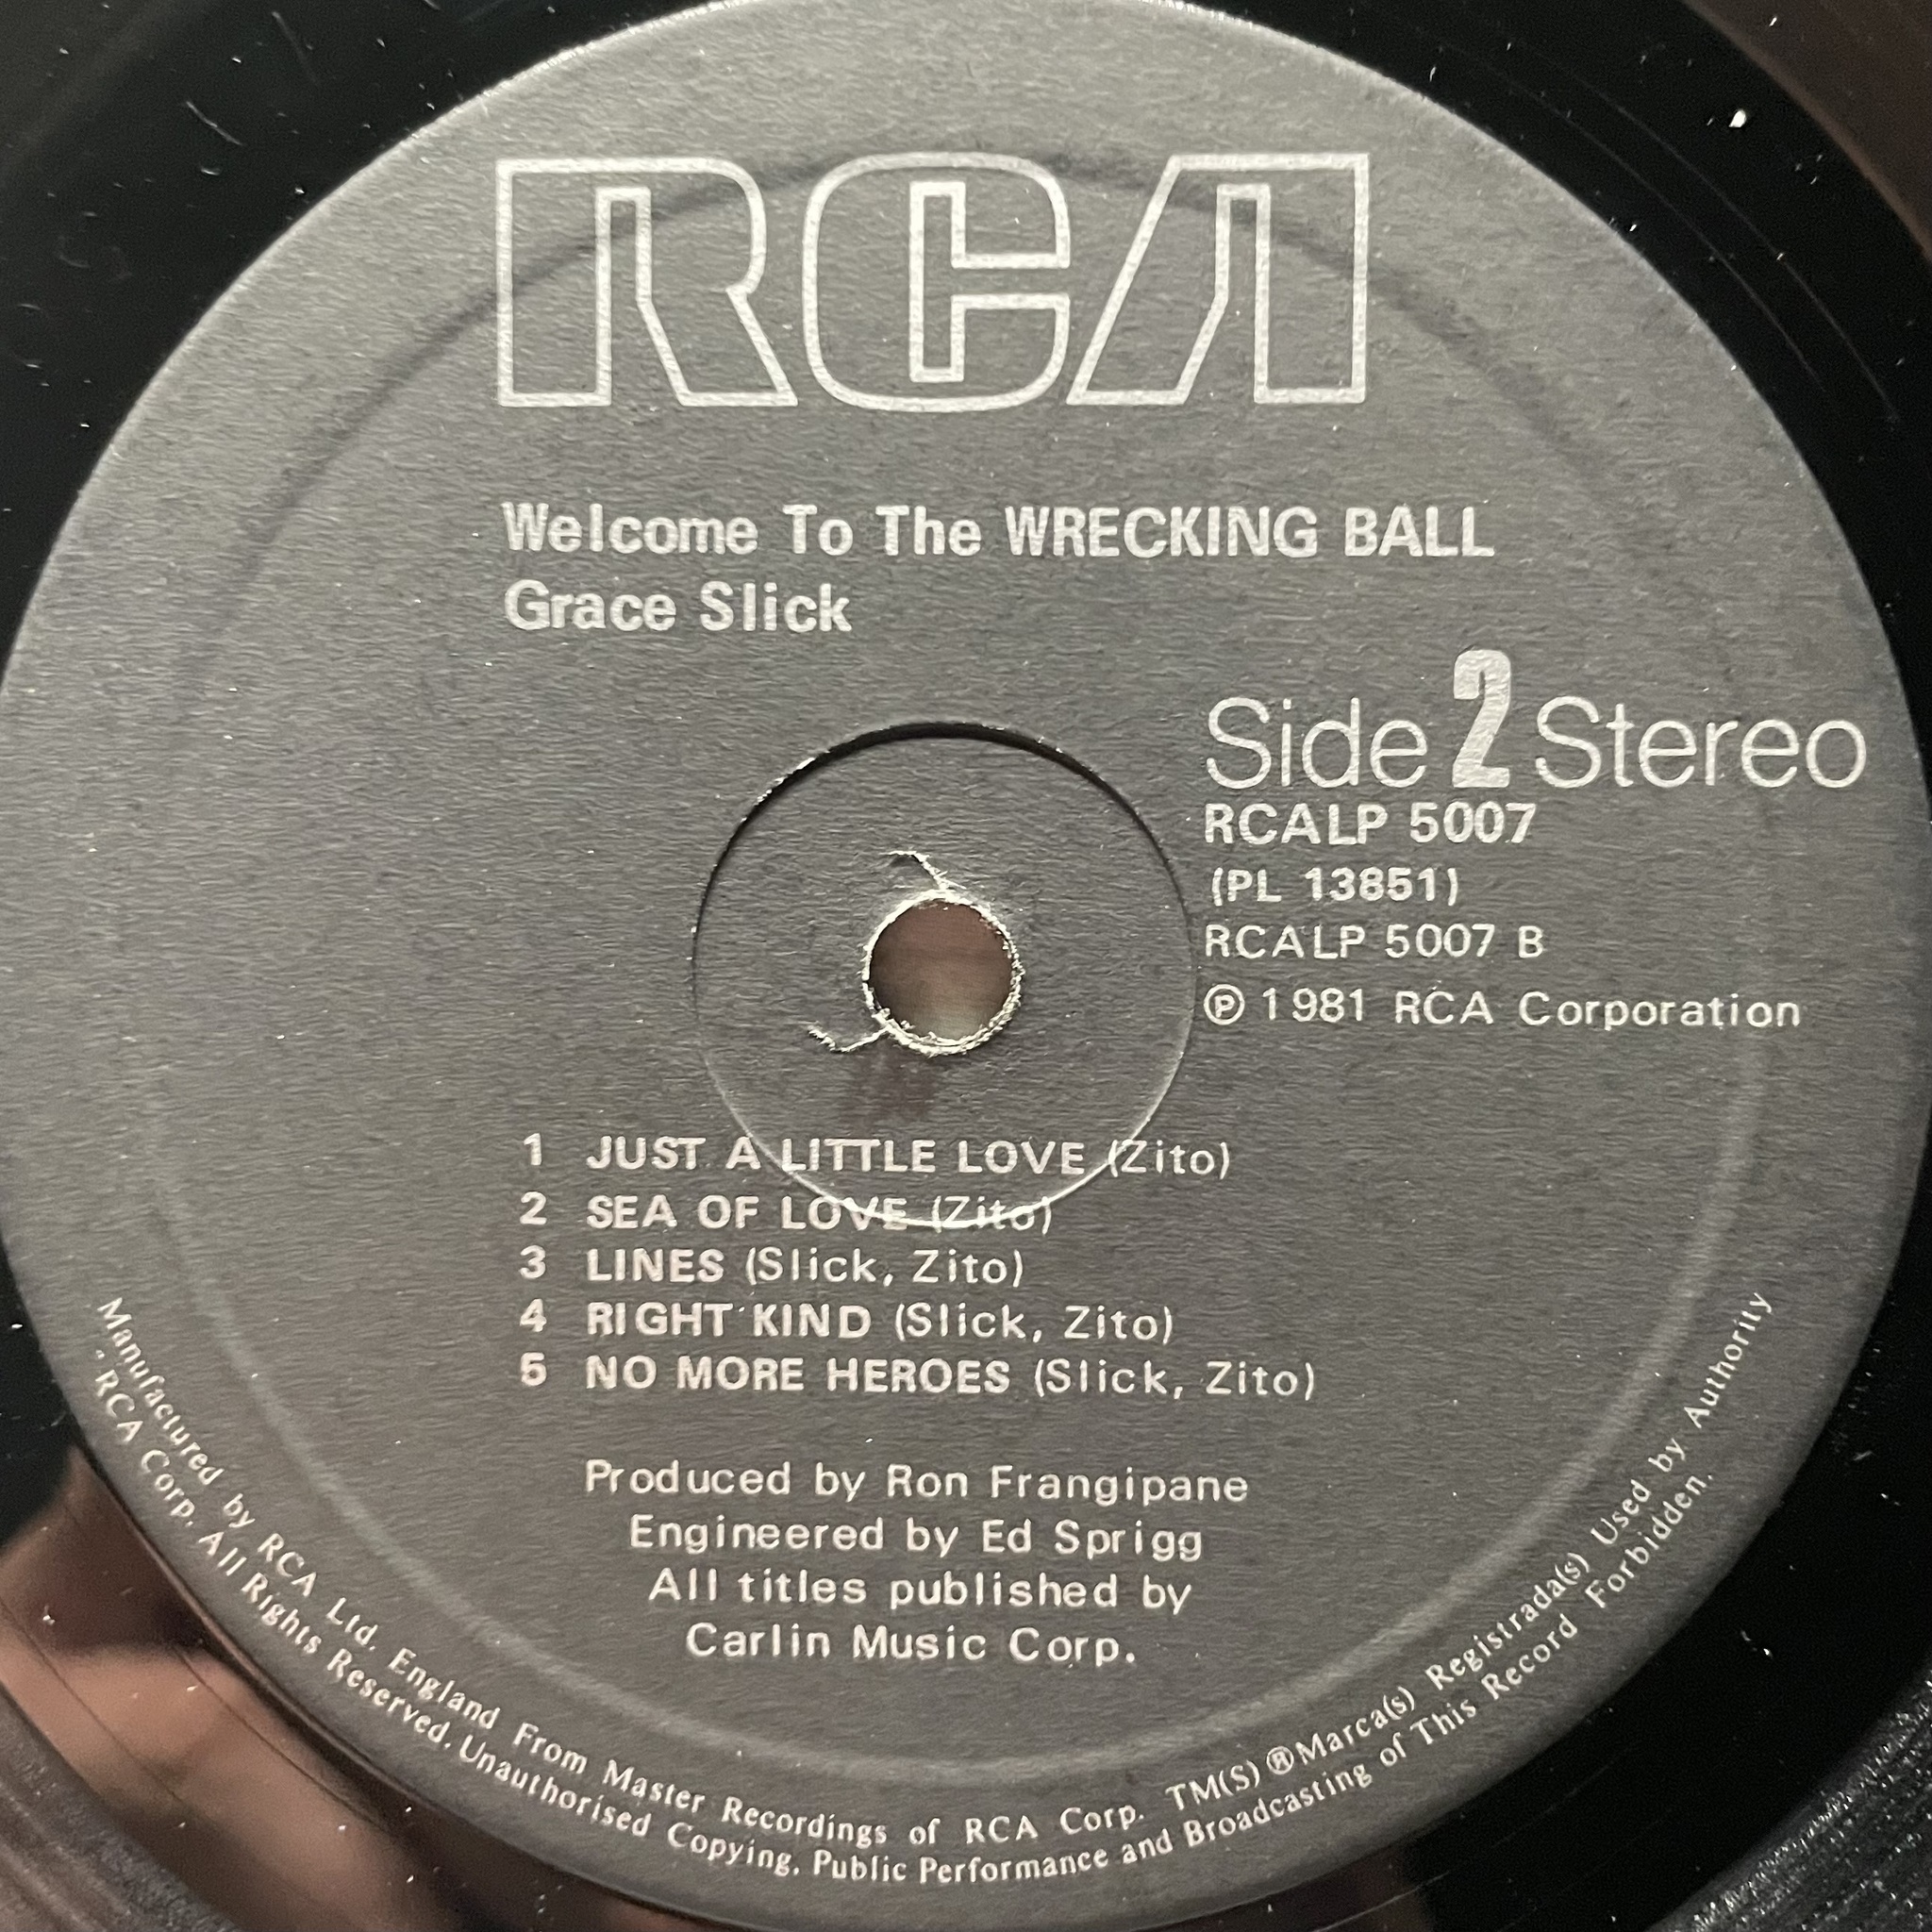 RCA
Welcome To The WRECKING BALL
Grace Slick
Side 2 Stereo
RCALP 5007
(PL 13851)
RCALP 5007 B
℗ 1981 RCA Corporation
1 JUST A LITTLE LOVE (Zito)
2 SEA OF LOVE (Zito)
3 LINES (Slick, Zito)
4 RIGHT KIND (Slick, Zito)
5 NO MORE HEROES (Slick, Zito)
Produced by Ron Frangipane
Engineered by Ed Sprigg
All titles published by
Carlin Music Corp.
Manufactured by RCA Ltd. England From Master Recordings of RCA Corp. TM(S) ® Marca(s) Registrada(s) Used by Authority
RCA Corp. All Rights Reserved. Unauthorised Copying, Public Performance and Broadcasting of This Record Forbidden.